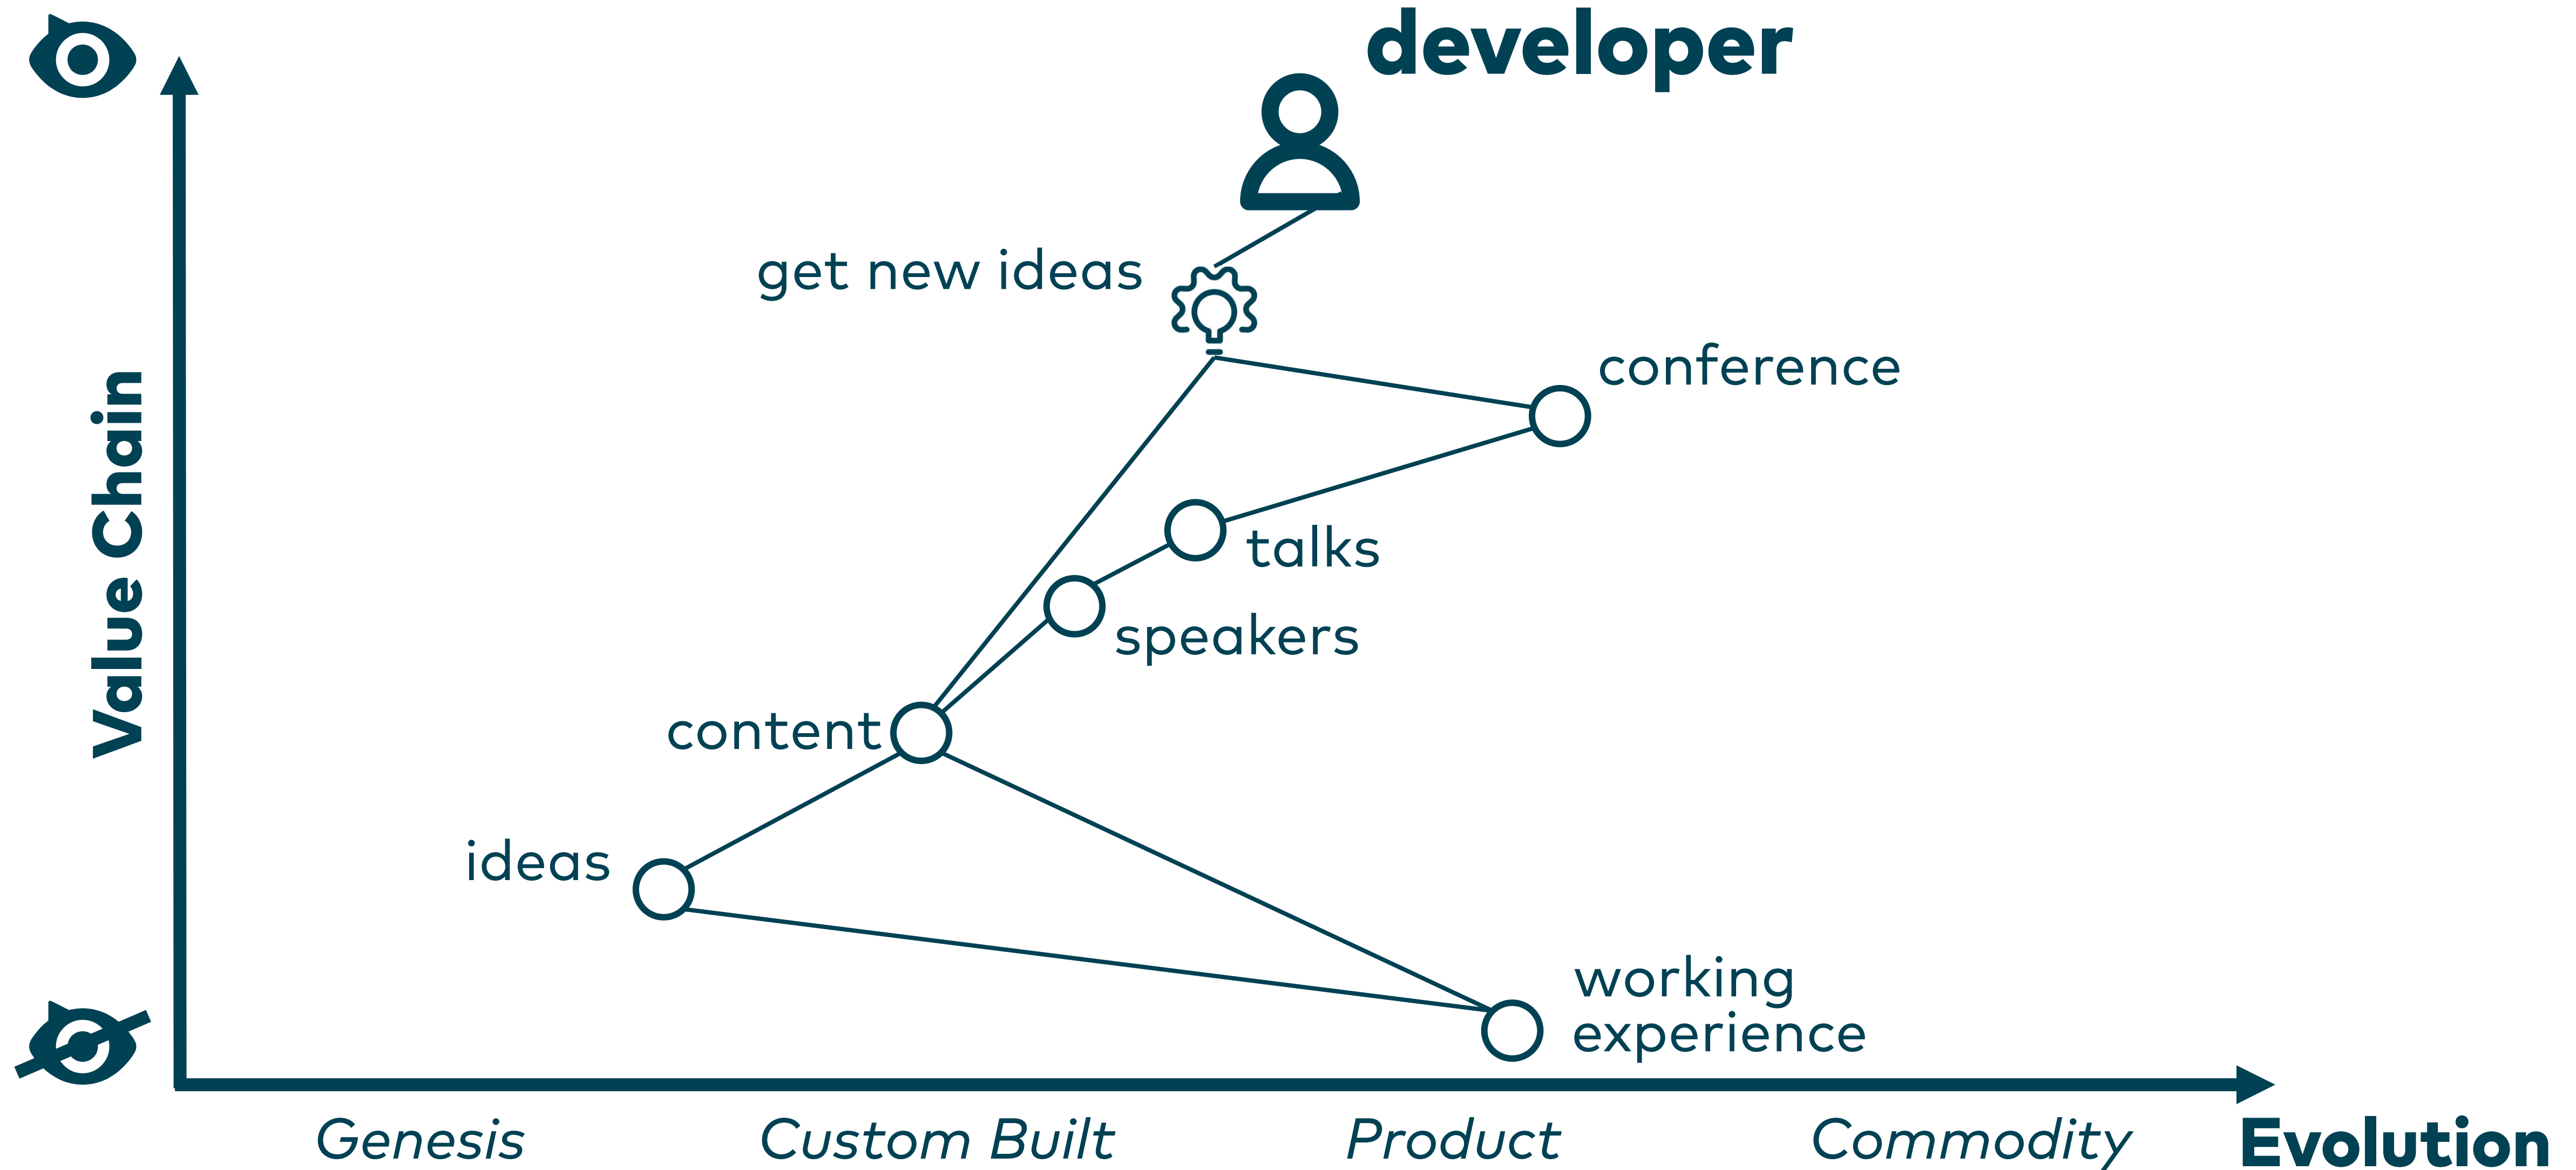 developer
get new ideas
conference
talks
speakers
content
ideas
working
experience
Value Chain
Genesis
Custom Built
Product
Commodity
Evolution